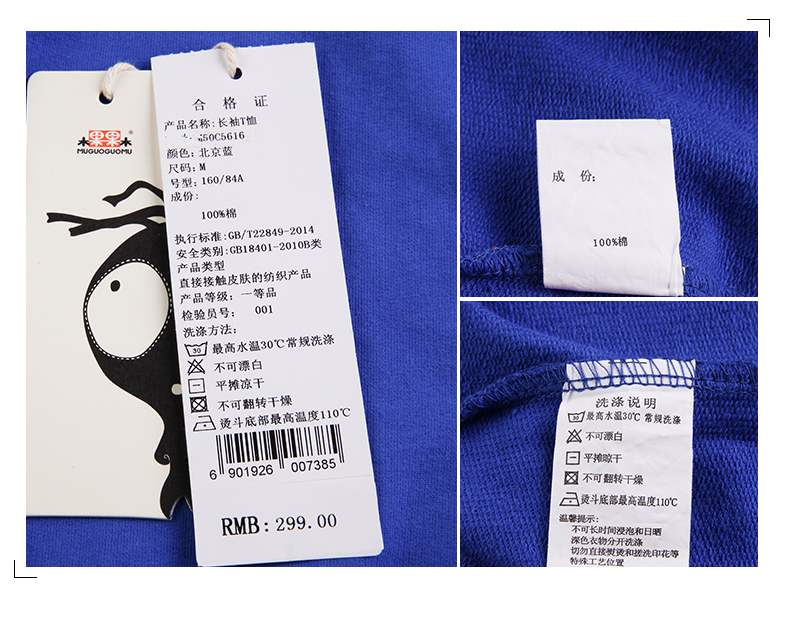 木果果木
MUGUOGUOMU
合格证
产品名称:长袖T恤
G50C5616
颜色:北京蓝
尺码:M
号型:160/84A
成份:
100%棉
执行标准:GB/T22849-2014
安全类别:GB18401-2010B类
产品类型
直接接触皮肤的纺织产品
产品等级:一等品
检验员号: 001
洗涤方法:
30 最高水温30℃常规洗涤
不可漂白
平摊凉干
不可翻转干燥
熨斗底部最高温度110℃
6 901926 007385
RMB:299.00
成 份:
100%棉
洗涤说明
30 最高水温30℃ 常规洗涤
不可漂白
平摊晾干
不可翻转干燥
熨斗底部最高温度110℃
温馨提示:
不可长时间浸泡和日晒
深色衣物分开洗涤
切勿直接熨烫和搓洗印花等
特殊工艺位置